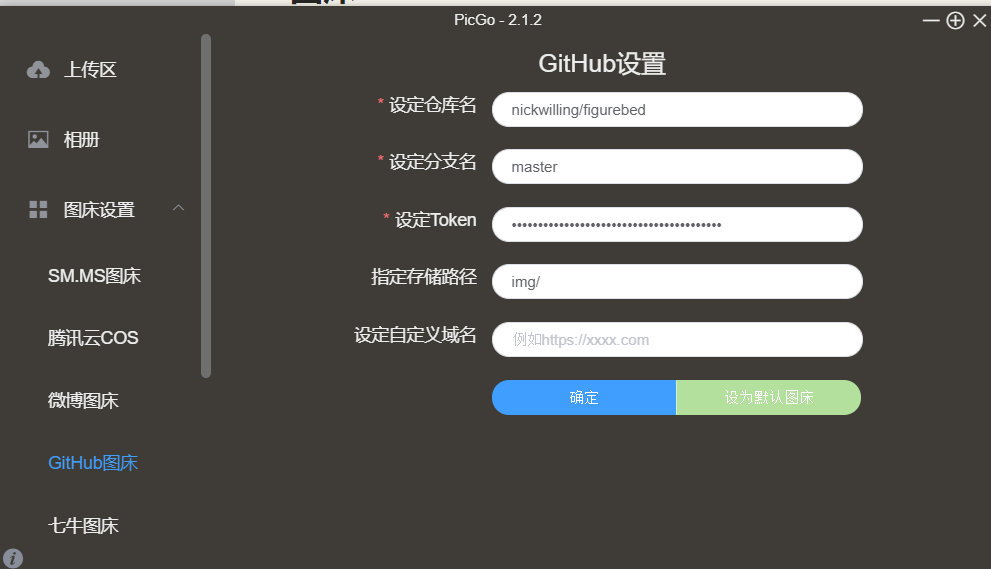 PicGo - 2.1.2
上传区
相册
图床设置
SM.MS图床
腾讯云COS
微博图床
GitHub图床
七牛图床
GitHub设置
* 设定仓库名 nickwilling/figurebed
* 设定分支名 master
* 设定Token ••••••••••••••••••••••••••••••••••••••••
指定存储路径 img/
设定自定义域名 例如https://xxxx.com
确定 设为默认图床